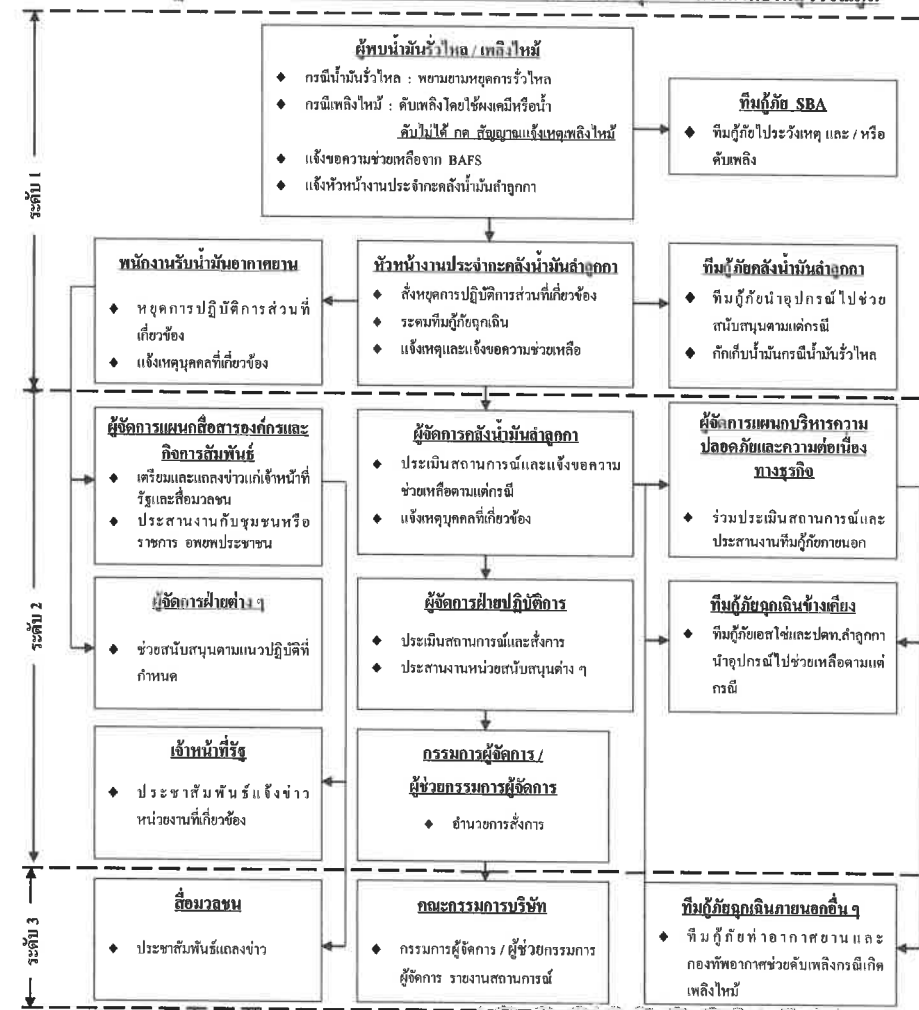 ระดับ 1
ผู้พบน้ำมันรั่วไหล / เพลิงไหม้
◆ กรณีน้ำมันรั่วไหล : พยายามหยุดการรั่วไหล
◆ กรณีเพลิงไหม้ : ดับเพลิงโดยใช้ผงเคมีหรือน้ำ
ดับไม่ได้ กด สัญญาณแจ้งเหตุเพลิงไหม้
◆ แจ้งขอความช่วยเหลือจาก BAFS
◆ แจ้งหัวหน้างานประจำกะคลังน้ำมันลำลูกกา
ทีมกู้ภัย SBA
◆ ทีมกู้ภัยไประวังเหตุ และ / หรือ
ดับเพลิง
พนักงานรับน้ำมันอากาศยาน
◆ หยุดการปฏิบัติการส่วนที่
เกี่ยวข้อง
◆ แจ้งเหตุบุคคลที่เกี่ยวข้อง
หัวหน้างานประจำกะคลังน้ำมันลำลูกกา
◆ สั่งหยุดการปฏิบัติการส่วนที่เกี่ยวข้อง
◆ ระดมทีมกู้ภัยฉุกเฉิน
◆ แจ้งเหตุและแจ้งขอความช่วยเหลือ
ทีมกู้ภัยคลังน้ำมันลำลูกกา
◆ ทีมกู้ภัยนำอุปกรณ์ไปช่วย
สนับสนุนตามแต่กรณี
◆ กักเก็บน้ำมันกรณีน้ำมันรั่วไหล
ระดับ 2
ผู้จัดการแผนกสื่อสารองค์กรและ
กิจการสัมพันธ์
◆ เตรียมและแถลงข่าวแก่เจ้าหน้าที่
รัฐและสื่อมวลชน
◆ ประสานงานกับชุมชนหรือ
ราชการ อพยพประชาชน
ผู้จัดการคลังน้ำมันลำลูกกา
◆ ประเมินสถานการณ์และแจ้งขอความ
ช่วยเหลือตามแต่กรณี
◆ แจ้งเหตุบุคคลที่เกี่ยวข้อง
ผู้จัดการแผนกบริหารความ
ปลอดภัยและความต่อเนื่อง
ทางธุรกิจ
◆ ร่วมประเมินสถานการณ์และ
ประสานงานทีมกู้ภัยภายนอก
ผู้จัดการฝ่ายต่าง ๆ
◆ ช่วยสนับสนุนตามแนวปฏิบัติที่
กำหนด
ผู้จัดการฝ่ายปฏิบัติการ
◆ ประเมินสถานการณ์และสั่งการ
◆ ประสานงานหน่วยสนับสนุนต่าง ๆ
ทีมกู้ภัยฉุกเฉินข้างเคียง
◆ ทีมกู้ภัยเอสโซ่และปตท.ลำลูกกา
นำอุปกรณ์ไปช่วยเหลือตามแต่
กรณี
เจ้าหน้าที่รัฐ
◆ ประชาสัมพันธ์แจ้งข่าว
หน่วยงานที่เกี่ยวข้อง
กรรมการผู้จัดการ /
ผู้ช่วยกรรมการผู้จัดการ
◆ อำนวยการสั่งการ
ระดับ 3
สื่อมวลชน
◆ ประชาสัมพันธ์แถลงข่าว
คณะกรรมการบริษัท
◆ กรรมการผู้จัดการ / ผู้ช่วยกรรมการ
ผู้จัดการ รายงานสถานการณ์
ทีมกู้ภัยฉุกเฉินภายนอกอื่น ๆ
◆ ทีมกู้ภัยท่าอากาศยานและ
กองทัพอากาศช่วยดับเพลิงกรณีเกิด
เพลิงไหม้